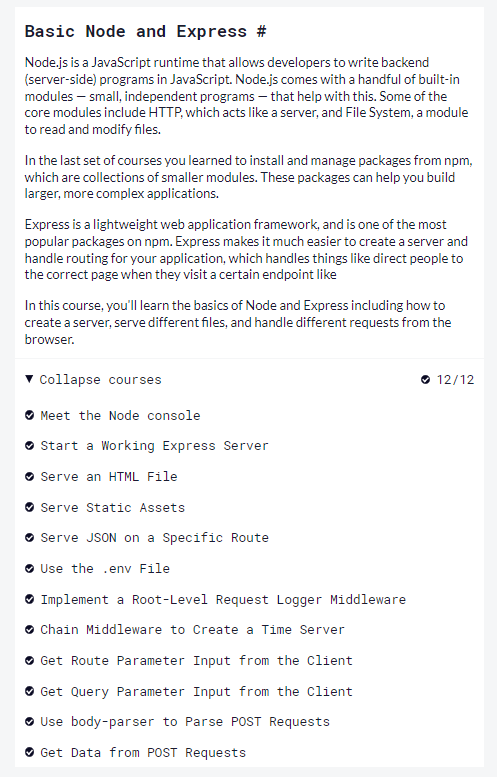 Basic Node and Express #
Node.js is a JavaScript runtime that allows developers to write backend
(server-side) programs in JavaScript. Node.js comes with a handful of built-in
modules — small, independent programs — that help with this. Some of the
core modules include HTTP, which acts like a server, and File System, a module
to read and modify files.
In the last set of courses you learned to install and manage packages from npm,
which are collections of smaller modules. These packages can help you build
larger, more complex applications.
Express is a lightweight web application framework, and is one of the most
popular packages on npm. Express makes it much easier to create a server and
handle routing for your application, which handles things like direct people to
the correct page when they visit a certain endpoint like
In this course, you'll learn the basics of Node and Express including how to
create a server, serve different files, and handle different requests from the
browser.
▼ Collapse courses 12/12
Meet the Node console
Start a Working Express Server
Serve an HTML File
Serve Static Assets
Serve JSON on a Specific Route
Use the .env File
Implement a Root-Level Request Logger Middleware
Chain Middleware to Create a Time Server
Get Route Parameter Input from the Client
Get Query Parameter Input from the Client
Use body-parser to Parse POST Requests
Get Data from POST Requests